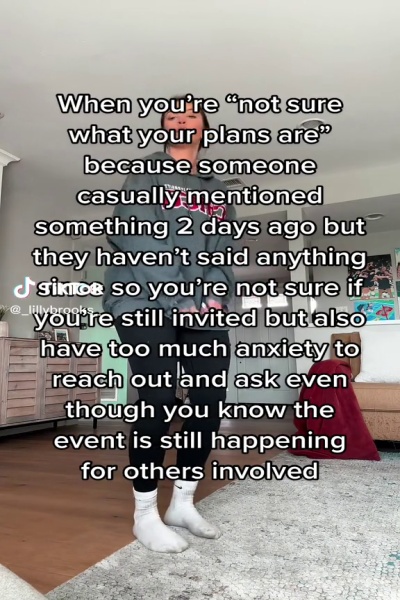 When you're “not sure
what your plans are”
because someone
casually mentioned
something 2 days ago but
they haven't said anything
since so you're not sure if
TikTok
@_lillybrooks
you're still invited but also
have too much anxiety to
reach out and ask even
though you know the
event is still happening
for others involved